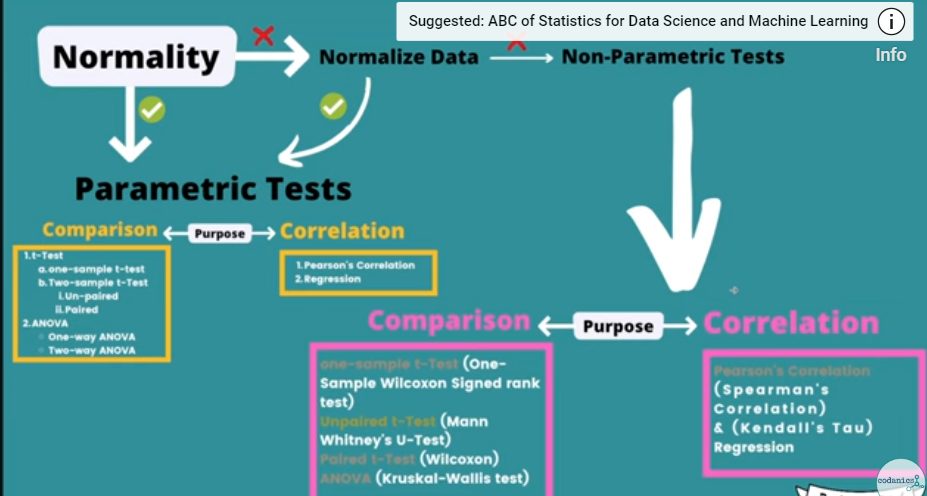 Suggested: ABC of Statistics for Data Science and Machine Learning
Info
Normality
Normalize Data
Non-Parametric Tests
Parametric Tests
Comparison
Purpose
Correlation
1.t-Test
a.one-sample t-test
b.Two-sample t-Test
i.Un-paired
ii.Paired
2.ANOVA
One-way ANOVA
Two-way ANOVA
1.Pearson's Correlation
2.Regression
Comparison
Purpose
Correlation
one-sample t-Test (One-
Sample Wilcoxon Signed rank
test)
Unpaired t-Test (Mann
Whitney's U-Test)
Paired t-Test (Wilcoxon)
ANOVA (Kruskal-Wallis test)
Pearson's Correlation
(Spearman's
Correlation)
& (Kendall's Tau)
Regression
codanics